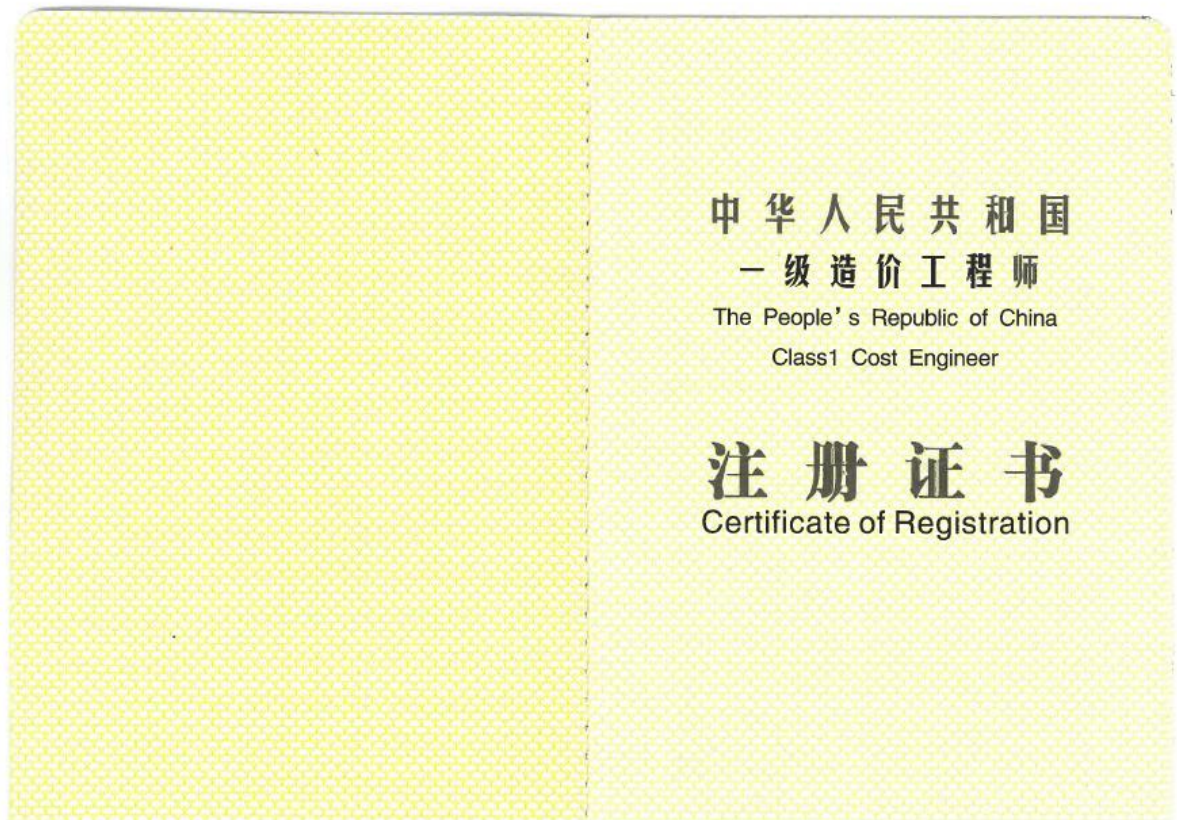 中华人民共和国
一级造价工程师
The People's Republic of China
Class1 Cost Engineer
注册证书
Certificate of Registration